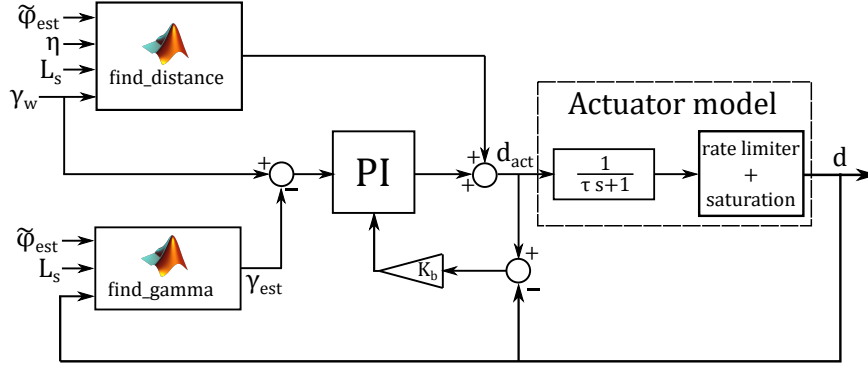 φ̃est
η
Ls
γw
find_distance
+
−
PI
+
+
dact
Actuator model
1
τ s+1
rate limiter
+
saturation
d
φ̃est
Ls
find_gamma
γest
Kb
+
−